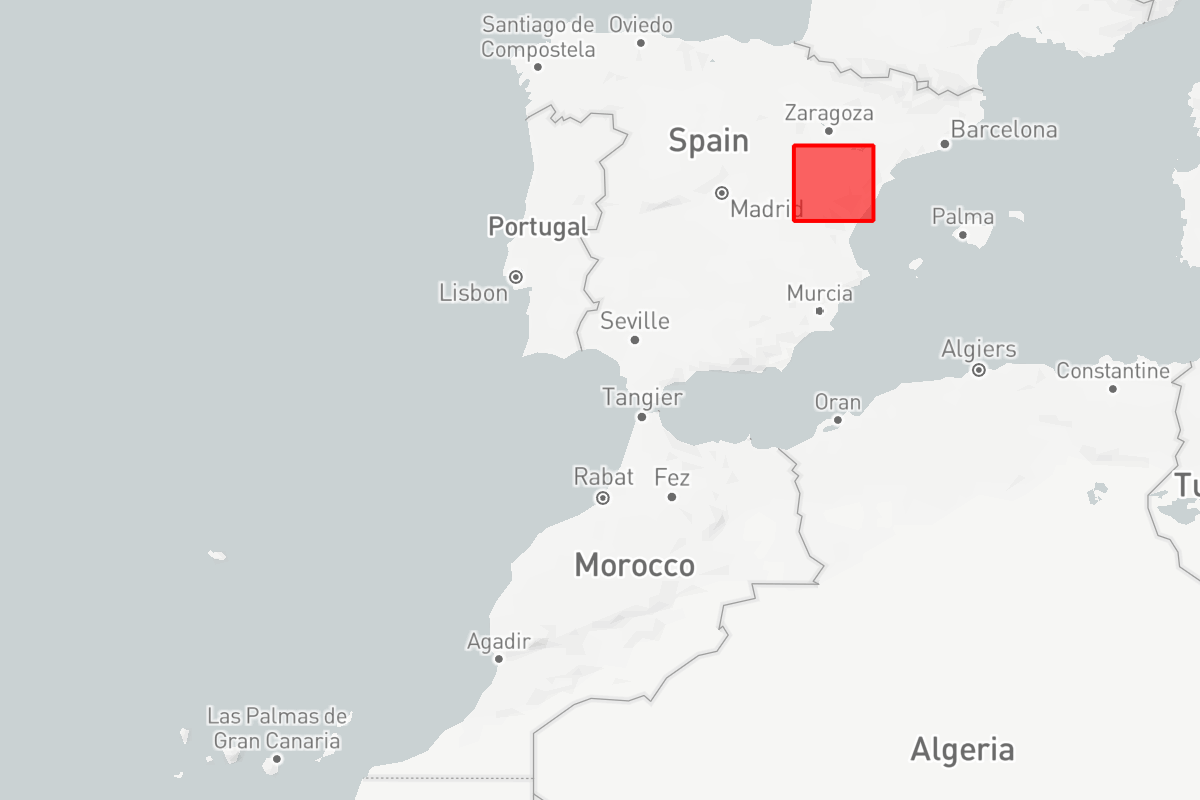 Santiago de
Compostela
Oviedo
Zaragoza
Barcelona
Spain
Madrid
Palma
Portugal
Lisbon
Murcia
Seville
Algiers
Constantine
Tangier
Oran
Rabat
Fez
Tu
Morocco
Agadir
Las Palmas de
Gran Canaria
Algeria